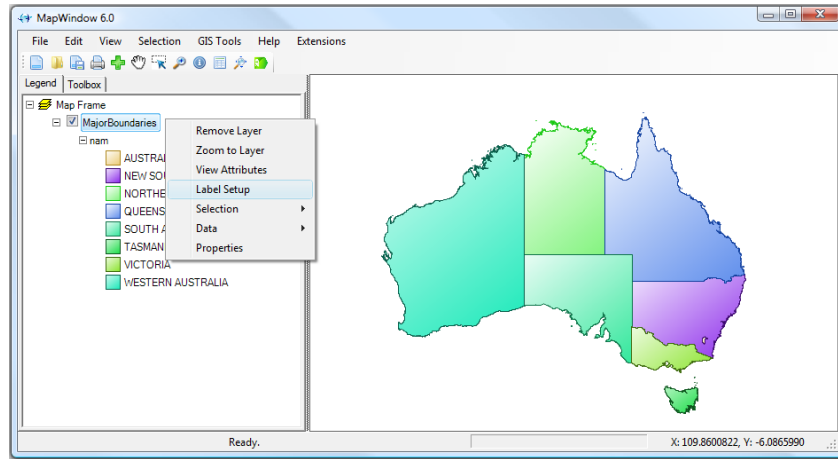 MapWindow 6.0
File Edit View Selection GIS Tools Help Extensions
Legend Toolbox
Map Frame
MajorBoundaries
nam
AUSTRAL
NEW SOU
NORTHE
QUEENS
SOUTH A
TASMAN
VICTORIA
WESTERN AUSTRALIA
Remove Layer
Zoom to Layer
View Attributes
Label Setup
Selection
Data
Properties
Ready.
X: 109.8600822, Y: -6.0865990